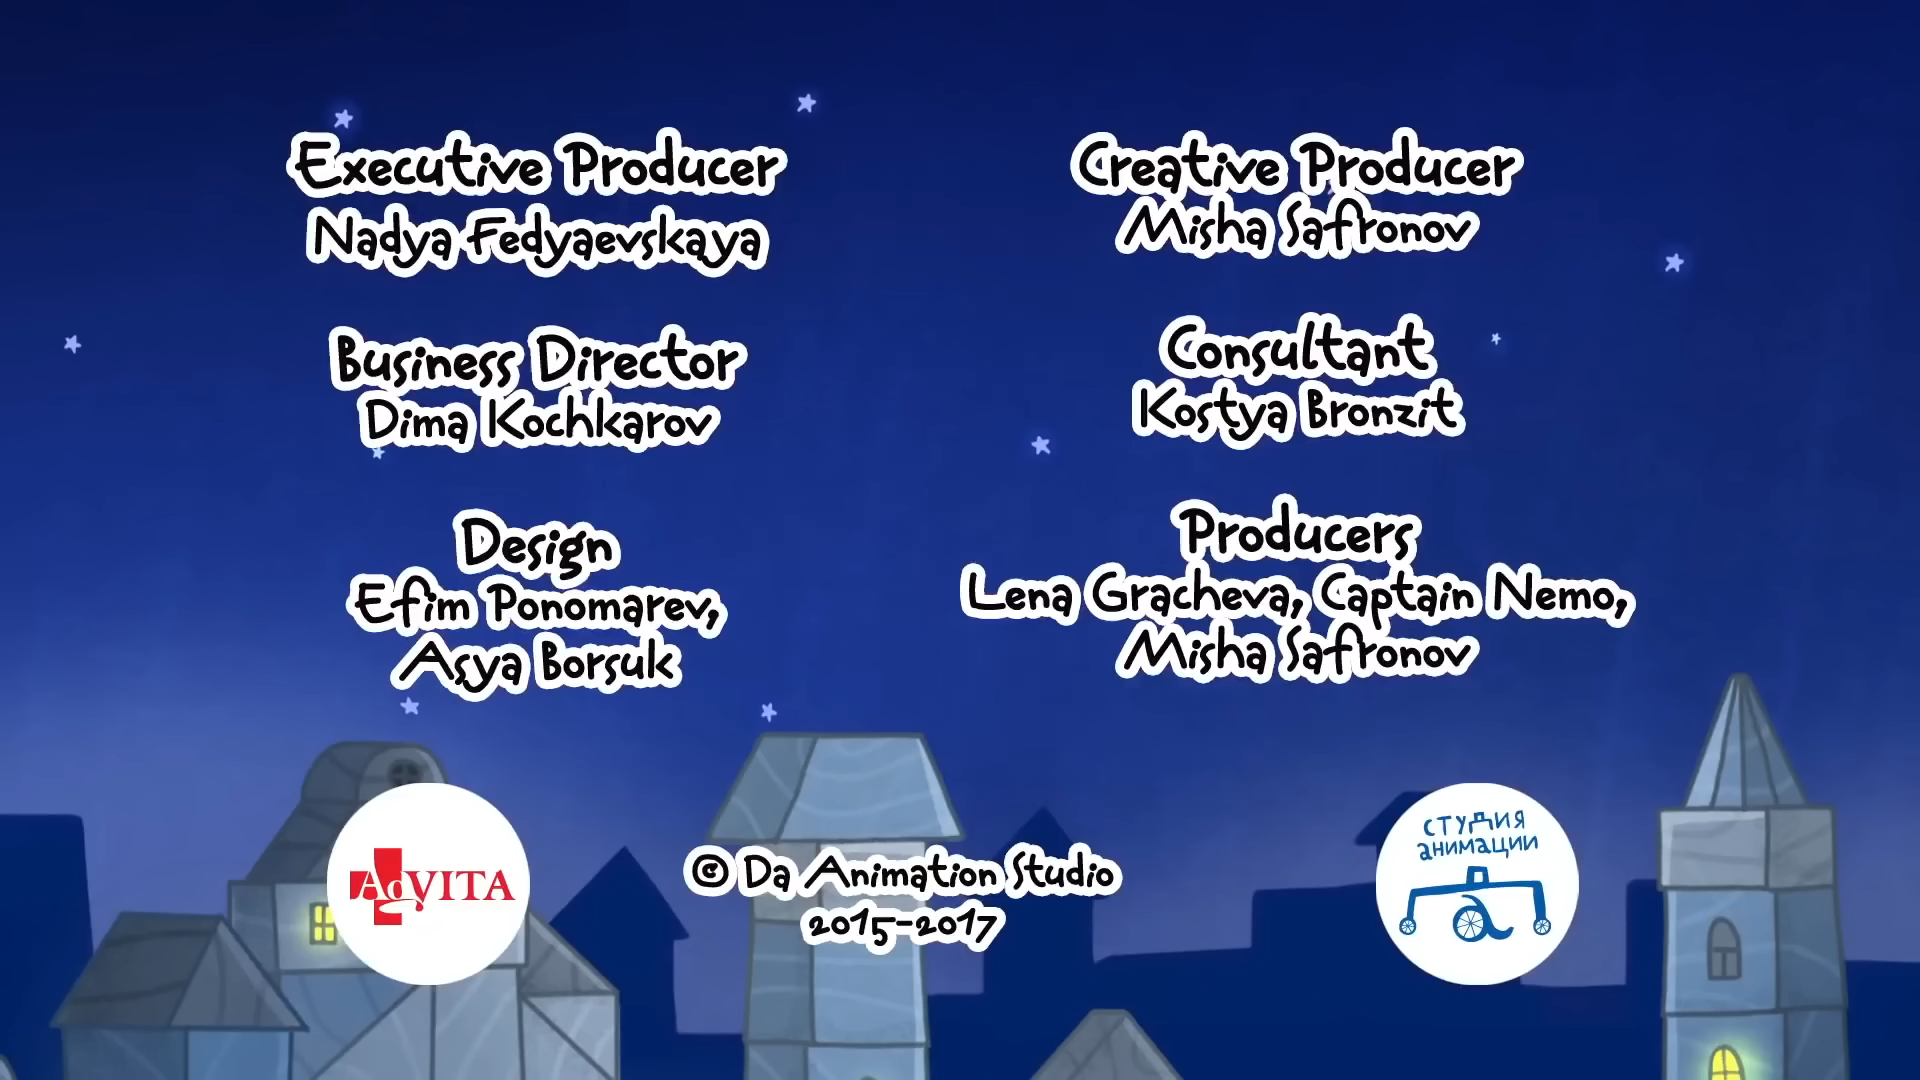 Executive Producer
Nadya Fedyaevskaya
Creative Producer
Misha Safronov
Business Director
Dima Kochkarov
Consultant
Kostya Bronzit
Design
Efim Ponomarev,
Asya Borsuk
Producers
Lena Gracheva, Captain Nemo,
Misha Safronov
AdVITA
© Da Animation Studio
2015-2017
СТУДИЯ
анимации